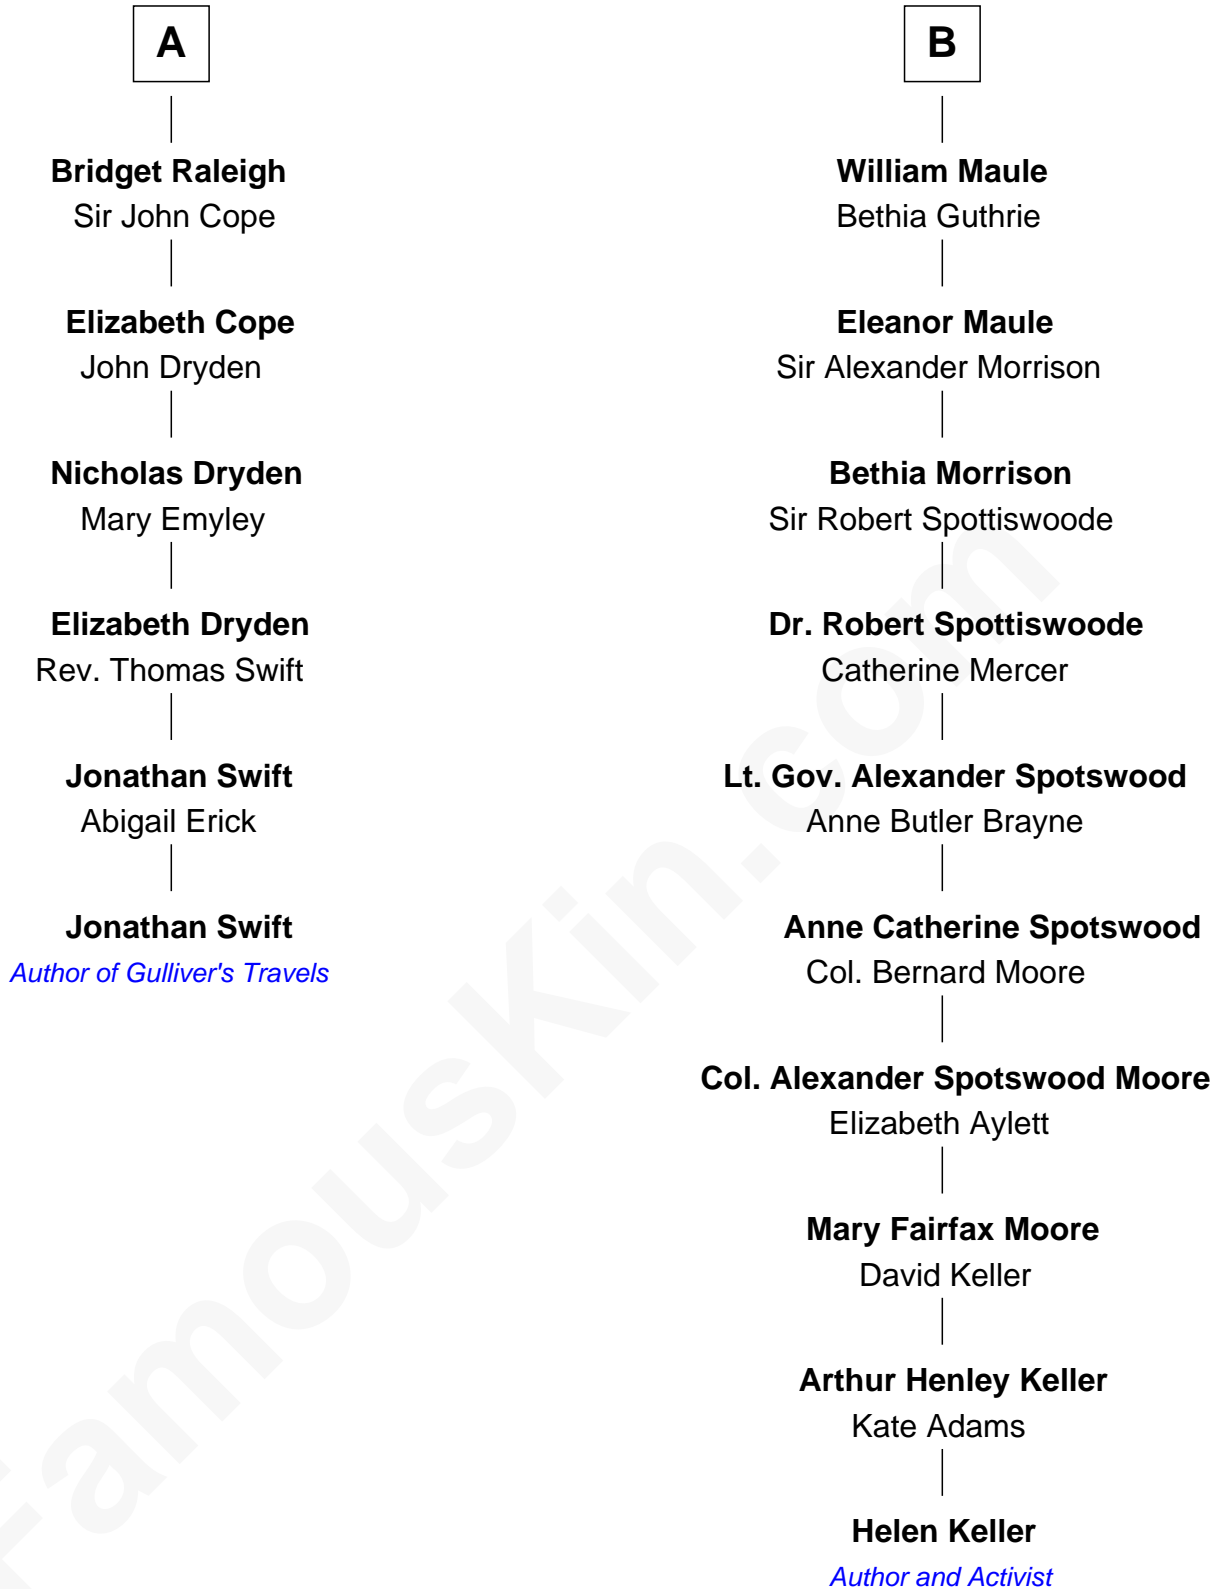 A
Bridget Raleigh
Sir John Cope
Elizabeth Cope
John Dryden
Nicholas Dryden
Mary Emyley
Elizabeth Dryden
Rev. Thomas Swift
Jonathan Swift
Abigail Erick
Jonathan Swift
Author of Gulliver's Travels
B
William Maule
Bethia Guthrie
Eleanor Maule
Sir Alexander Morrison
Bethia Morrison
Sir Robert Spottiswoode
Dr. Robert Spottiswoode
Catherine Mercer
Lt. Gov. Alexander Spotswood
Anne Butler Brayne
Anne Catherine Spotswood
Col. Bernard Moore
Col. Alexander Spotswood Moore
Elizabeth Aylett
Mary Fairfax Moore
David Keller
Arthur Henley Keller
Kate Adams
Helen Keller
Author and Activist
FamousKin.com